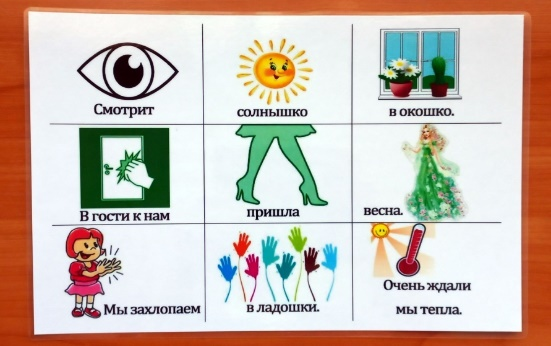 Смотрит
солнышко
в окошко.
В гости к нам
пришла
весна.
Мы захлопаем
в ладошки.
Очень ждали
мы тепла.